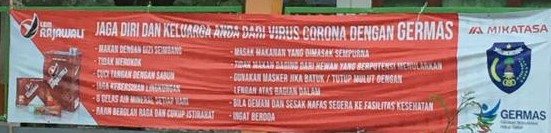 LASKAR
RAJAWALI
JAGA DIRI DAN KELUARGA ANDA DARI VIRUS CORONA DENGAN GERMAS
- MAKAN DENGAN GIZI SEIMBANG
- TIDAK MEROKOK
- CUCI TANGAN DENGAN SABUN
- JAGA KEBERSIHAN LINGKUNGAN
- 8 GELAS AIR MINERAL SETIAP HARI
- RAJIN BEROLAH RAGA DAN CUKUP ISTIRAHAT
- MASAK MAKANAN YANG DIMASAK SEMPURNA
- TIDAK MAKAN DAGING DARI HEWAN YANG BERPOTENSI MENULARKAN
- GUNAKAN MASKER JIKA BATUK / TUTUP MULUT DENGAN
LENGAN ATAS BAGIAN DALAM
- BILA DEMAM DAN SESAK NAFAS SEGERA KE FASILITAS KESEHATAN
- INGAT BERDOA
MIKATASA
GERMAS